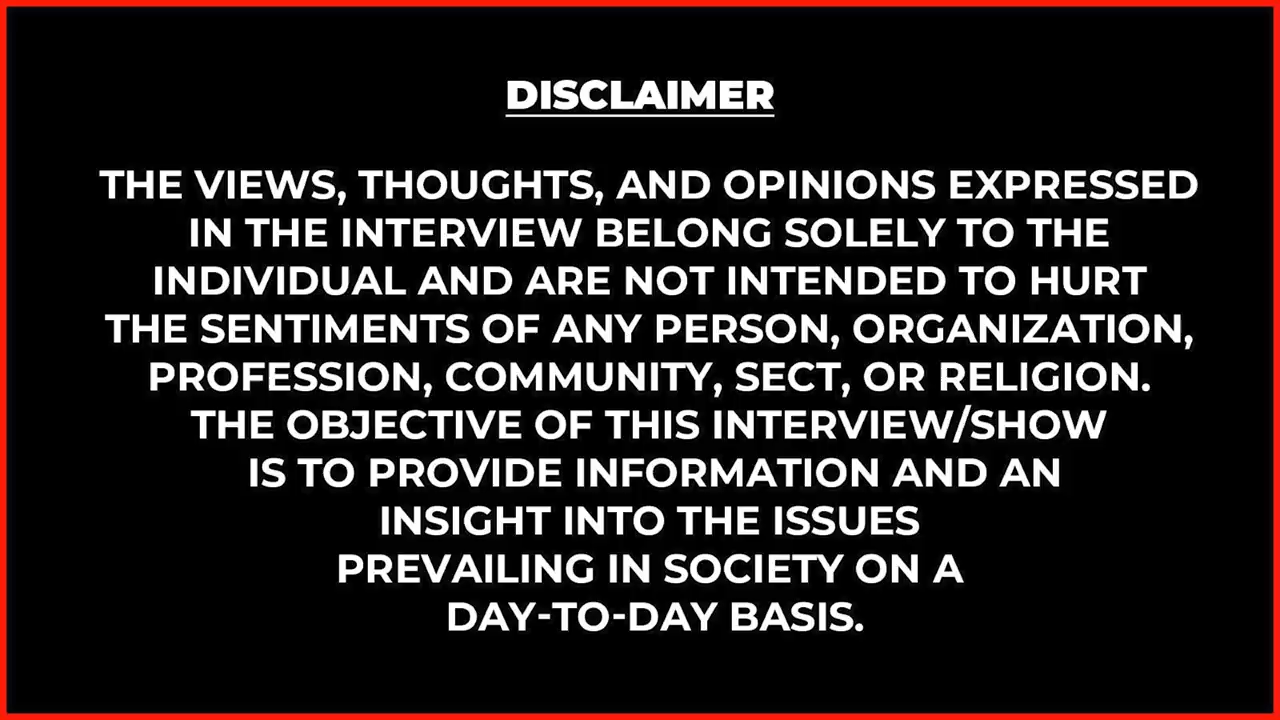 DISCLAIMER
THE VIEWS, THOUGHTS, AND OPINIONS EXPRESSED
IN THE INTERVIEW BELONG SOLELY TO THE
INDIVIDUAL AND ARE NOT INTENDED TO HURT
THE SENTIMENTS OF ANY PERSON, ORGANIZATION,
PROFESSION, COMMUNITY, SECT, OR RELIGION.
THE OBJECTIVE OF THIS INTERVIEW/SHOW
IS TO PROVIDE INFORMATION AND AN
INSIGHT INTO THE ISSUES
PREVAILING IN SOCIETY ON A
DAY-TO-DAY BASIS.